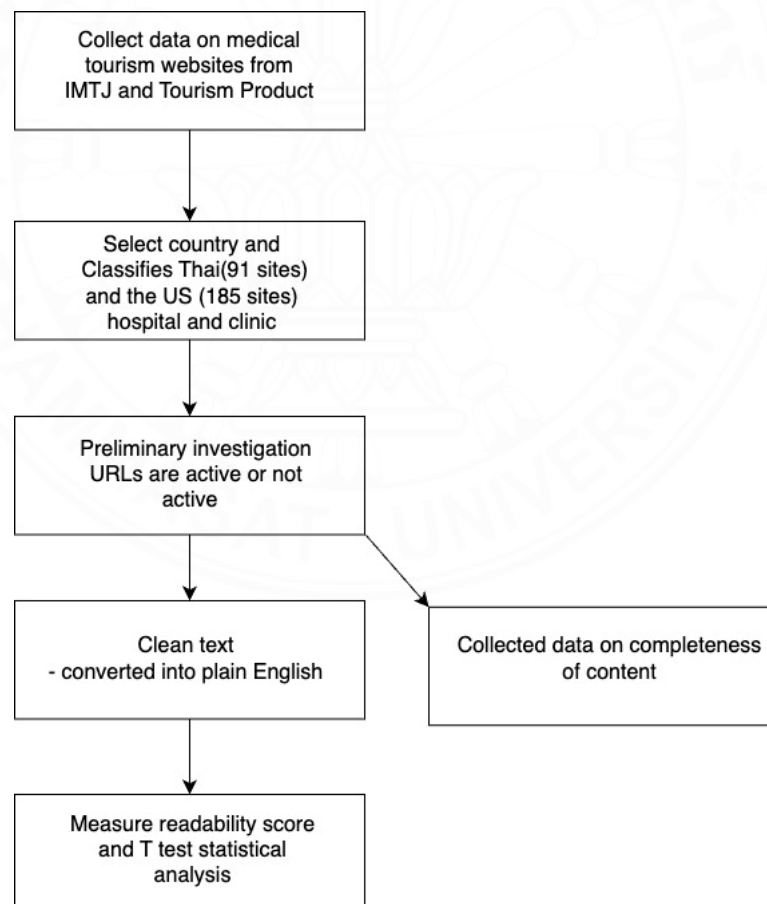 Collect data on medical
tourism websites from
IMTJ and Tourism Product
Select country and
Classifies Thai(91 sites)
and the US (185 sites)
hospital and clinic
Preliminary investigation
URLs are active or not
active
Clean text
- converted into plain English
Collected data on completeness
of content
Measure readability score
and T test statistical
analysis
UNIVERSITY